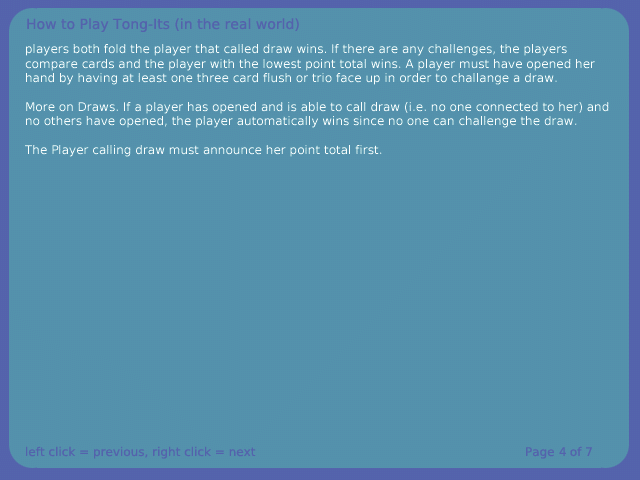 How to Play Tong-Its (in the real world)
players both fold the player that called draw wins. If there are any challenges, the players
compare cards and the player with the lowest point total wins. A player must have opened her
hand by having at least one three card flush or trio face up in order to challange a draw.
More on Draws. If a player has opened and is able to call draw (i.e. no one connected to her) and
no others have opened, the player automatically wins since no one can challenge the draw.
The Player calling draw must announce her point total first.
left click = previous, right click = next
Page 4 of 7